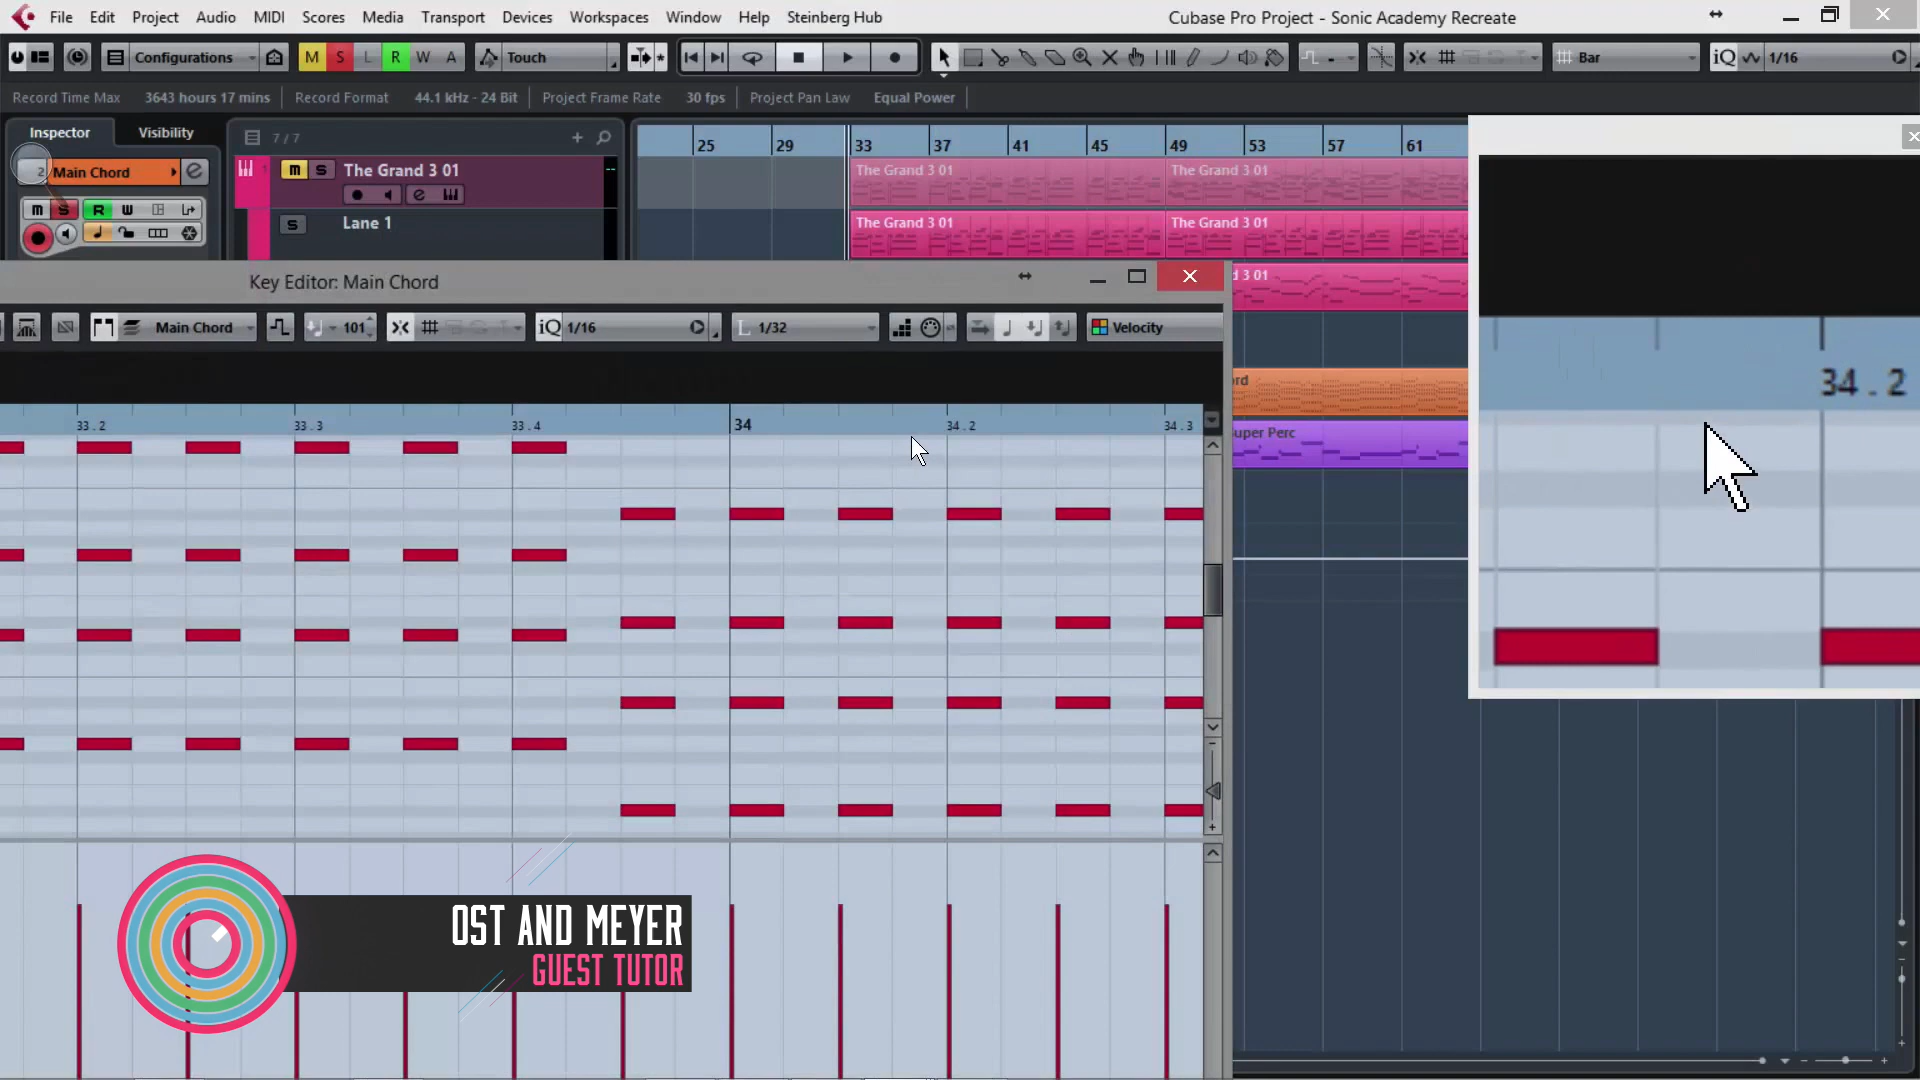 File Edit Project Audio MIDI Scores Media Transport Devices Workspaces Window Help Steinberg Hub Cubase Pro Project - Sonic Academy Recreate
Configurations M S L R W A Touch Bar iQ 1/16
Record Time Max 3643 hours 17 mins Record Format 44.1 kHz - 24 Bit Project Frame Rate 30 fps Project Pan Law Equal Power
Inspector Visibility 7 / 7 + 25 29 33 37 41 45 49 53 57 61
2 Main Chord m S The Grand 3 01 The Grand 3 01 The Grand 3 01
m S R W
S Lane 1 The Grand 3 01 The Grand 3 01
Key Editor: Main Chord d 3 01
Main Chord 101 iQ 1/16 L 1/32 Velocity
ord
33.2 33.3 33.4 34 34.2 34.3
uper Perc
34.2
OST AND MEYER
GUEST TUTOR